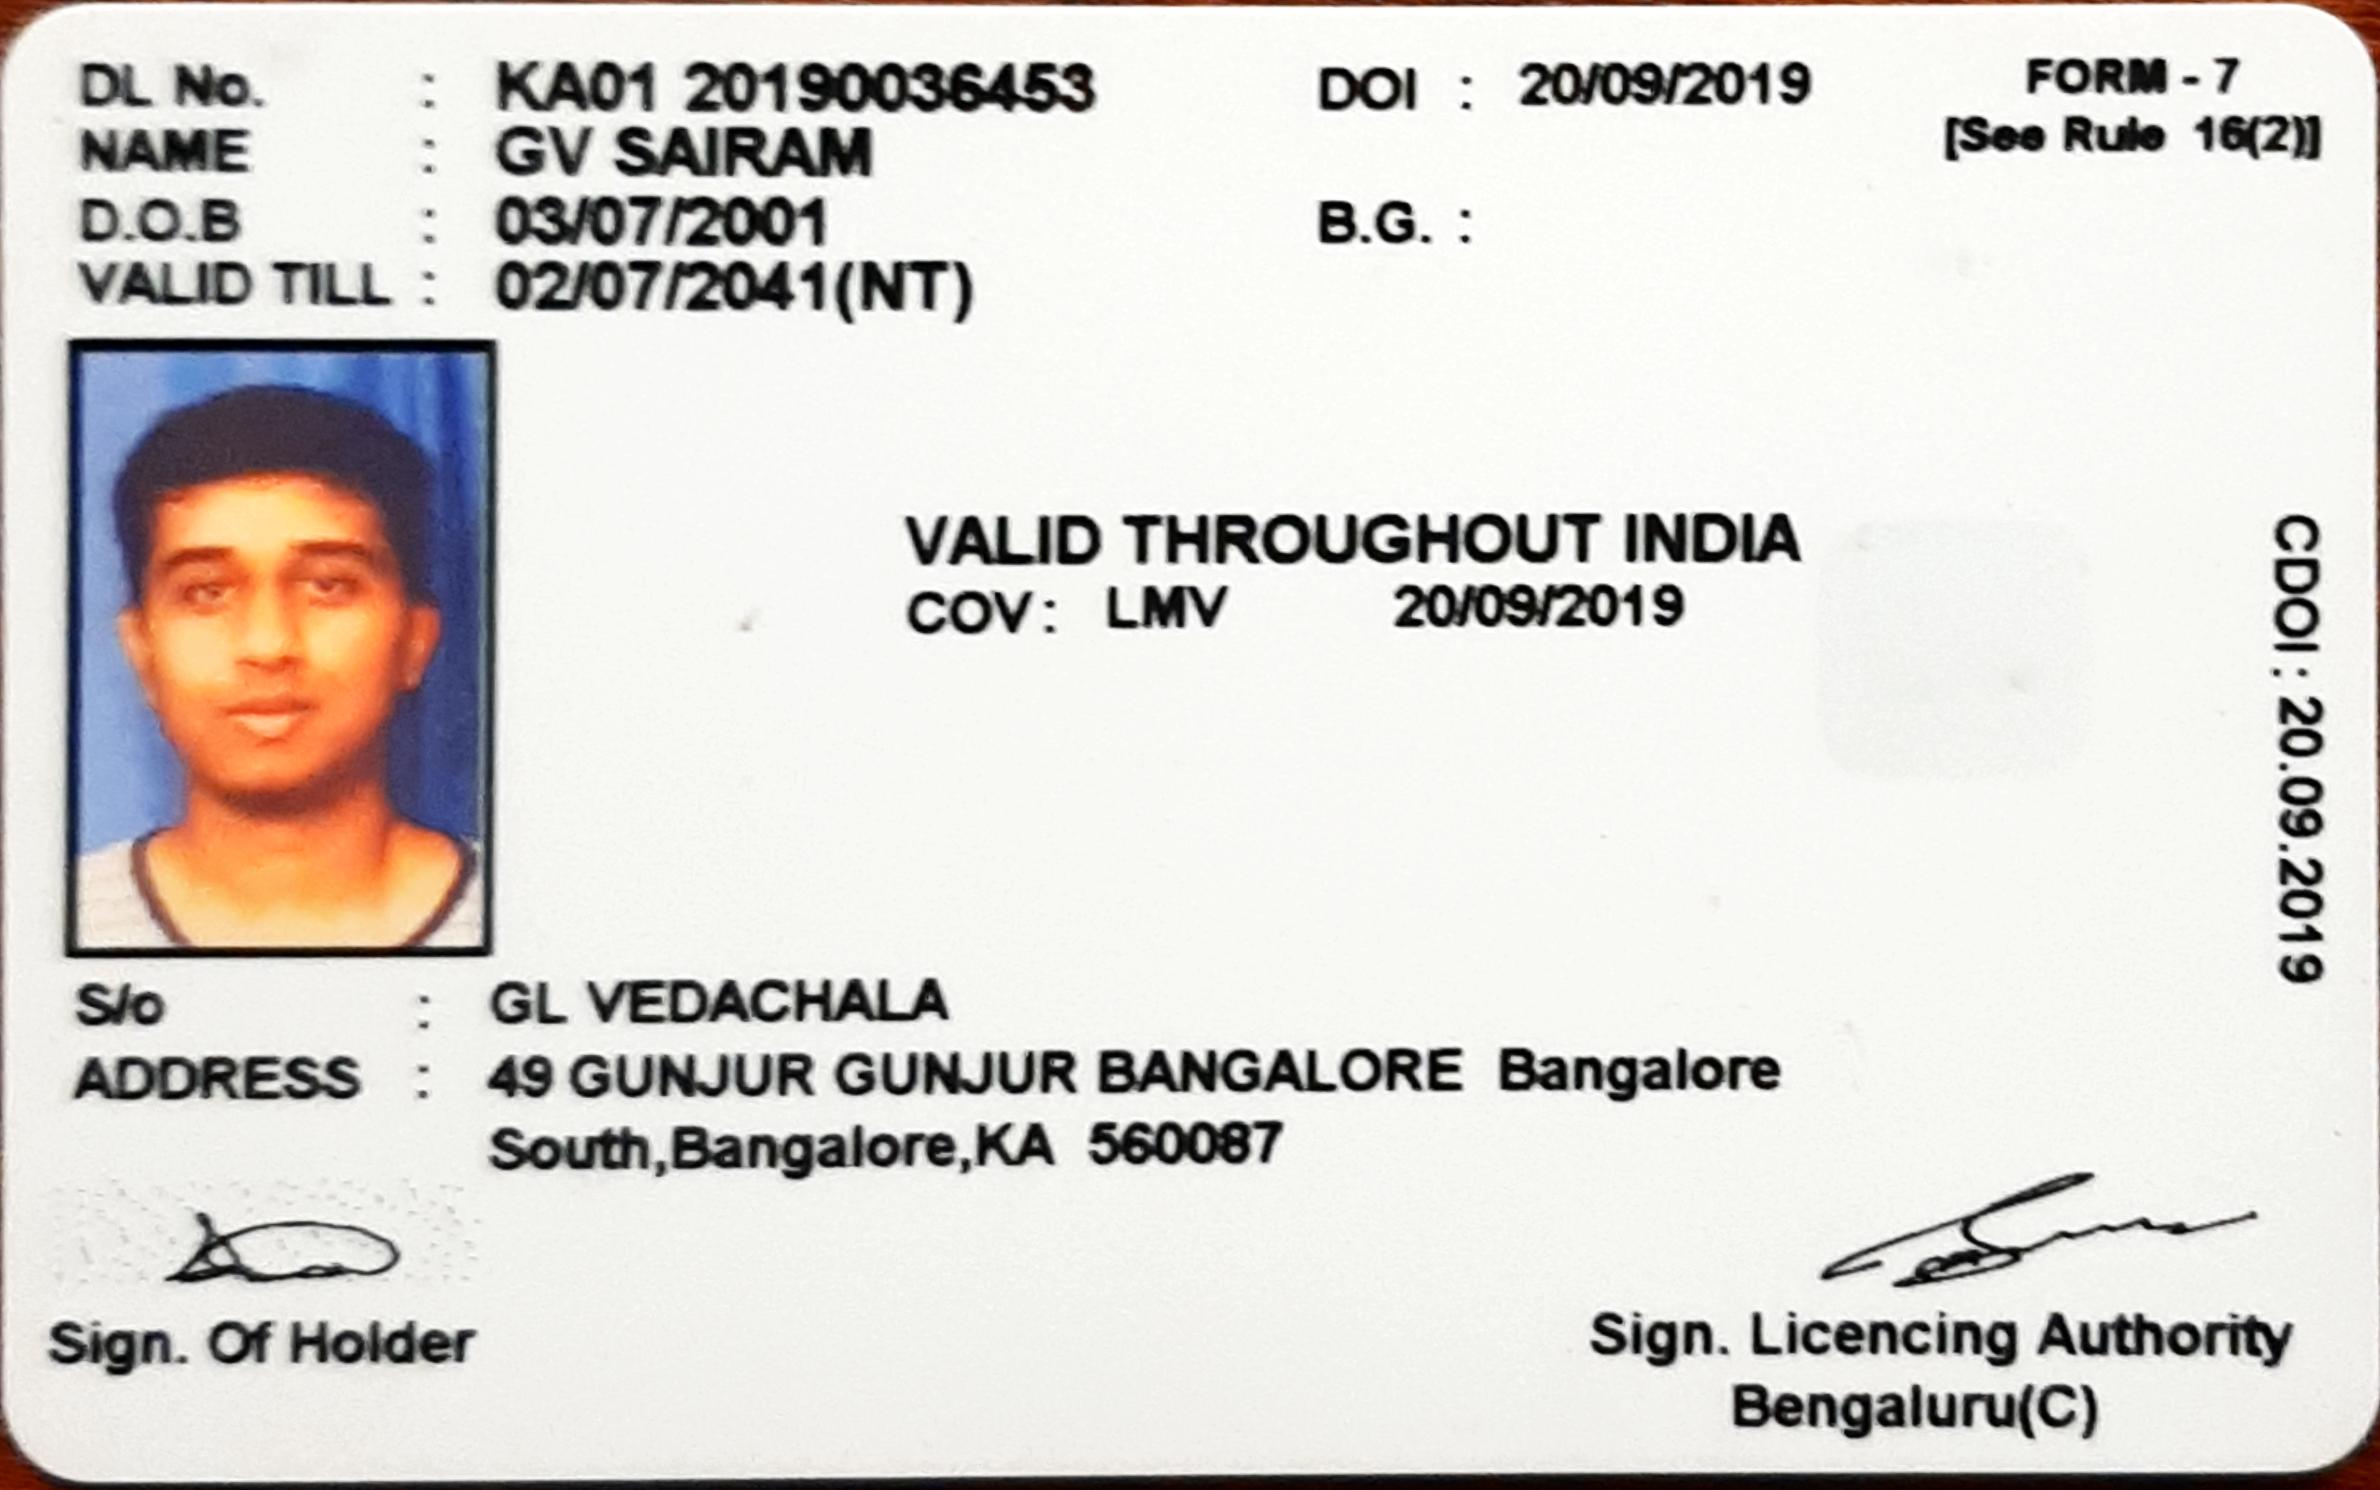 DL No. : KA01 20190036453 DOI : 20/09/2019 FORM - 7
NAME : GV SAIRAM [See Rule 16(2)]
D.O.B : 03/07/2001 B.G. :
VALID TILL : 02/07/2041(NT)
VALID THROUGHOUT INDIA
COV: LMV 20/09/2019
CDOI: 20.09.2019
S/o : GL VEDACHALA
ADDRESS : 49 GUNJUR GUNJUR BANGALORE Bangalore
South,Bangalore,KA 560087
Sign. Of Holder
Sign. Licencing Authority
Bengaluru(C)